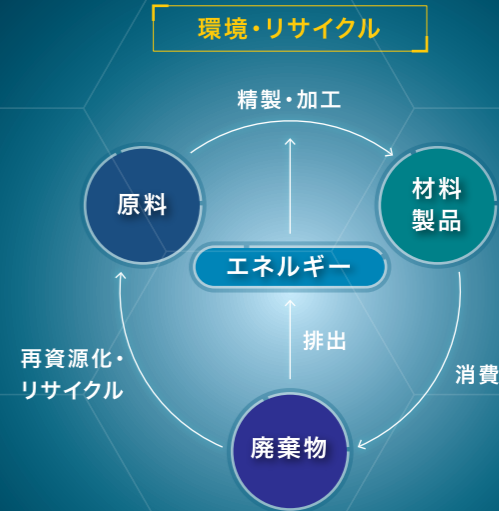 環境・リサイクル
精製・加工
原料
材料
製品
エネルギー
排出
再資源化・
リサイクル
消費
廃棄物